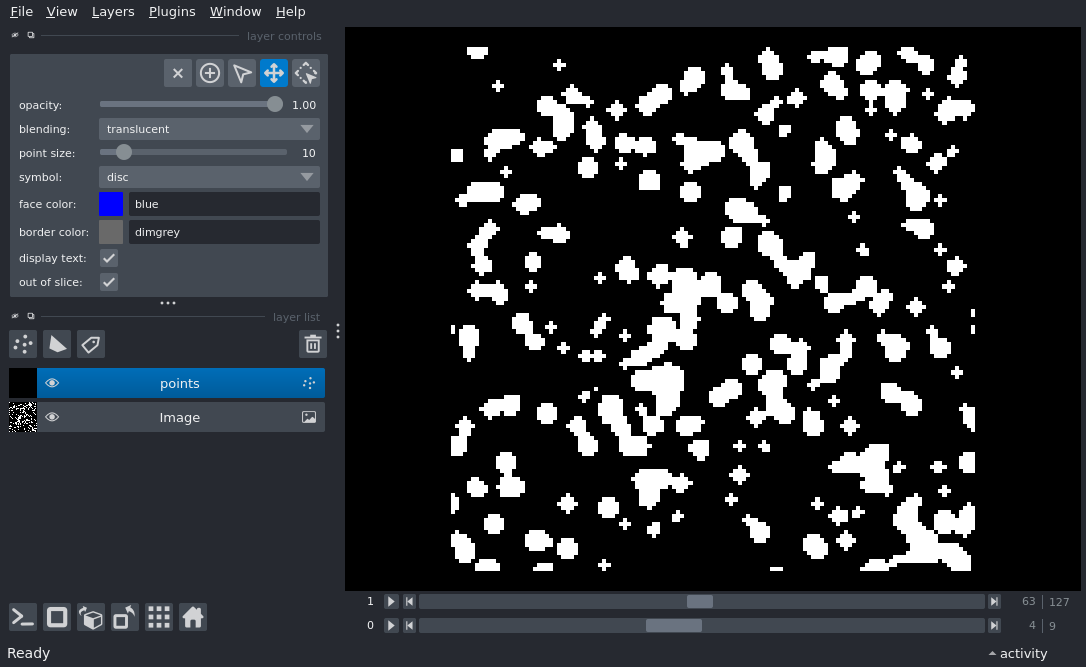 File View Layers Plugins Window Help
layer controls
opacity: 1.00
blending: translucent
point size: 10
symbol: disc
face color: blue
border color: dimgrey
display text:
out of slice:
layer list
points
Image
1 63 | 127
0 4 | 9
Ready activity